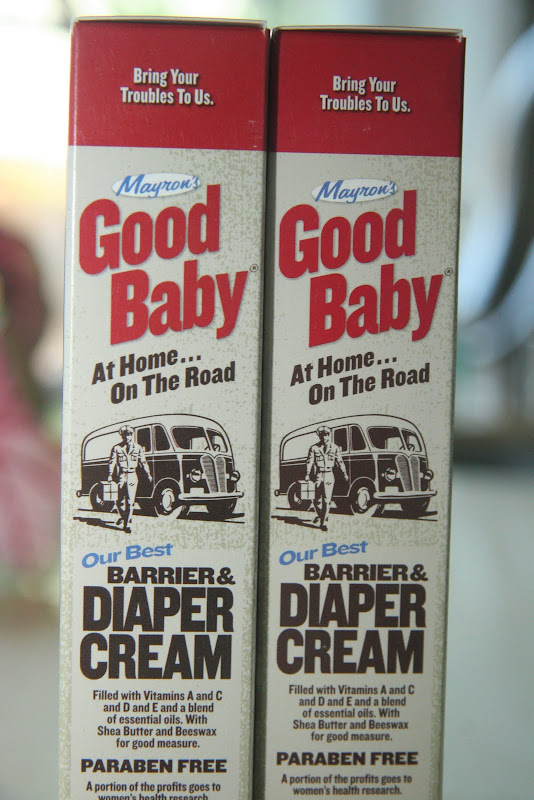 Bring Your
Troubles To Us.
Mayron's
Good
Baby®
At Home...
On The Road
Our Best
BARRIER &
DIAPER
CREAM
Filled with Vitamins A and C
and D and E and a blend
of essential oils. With
Shea Butter and Beeswax
for good measure.
PARABEN FREE
A portion of the profits goes to
women's health research.
Bring Your
Troubles To Us.
Mayron's
Good
Baby®
At Home...
On The Road
Our Best
BARRIER &
DIAPER
CREAM
Filled with Vitamins A and C
and D and E and a blend
of essential oils. With
Shea Butter and Beeswax
for good measure.
PARABEN FREE
A portion of the profits goes to
women's health research.